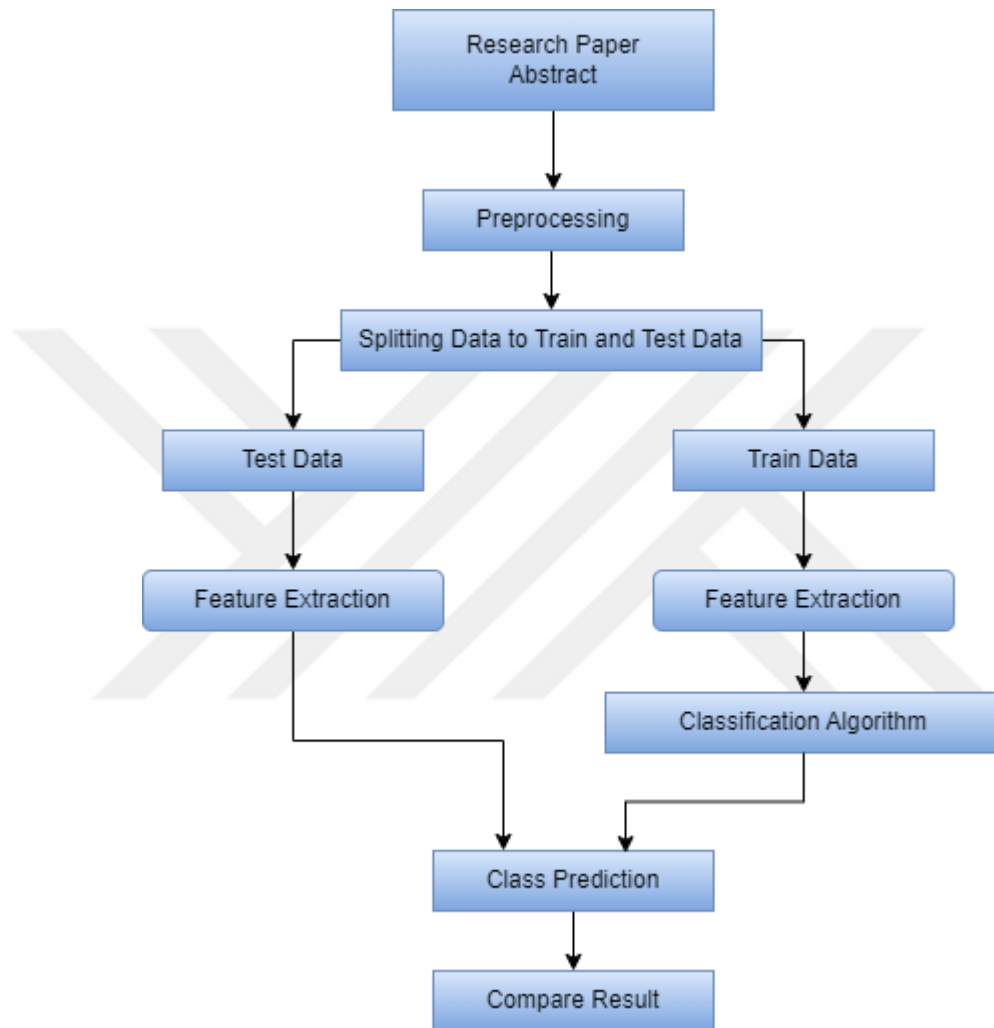 Research Paper
Abstract
Preprocessing
Splitting Data to Train and Test Data
Test Data
Train Data
Feature Extraction
Feature Extraction
Classification Algorithm
Class Prediction
Compare Result